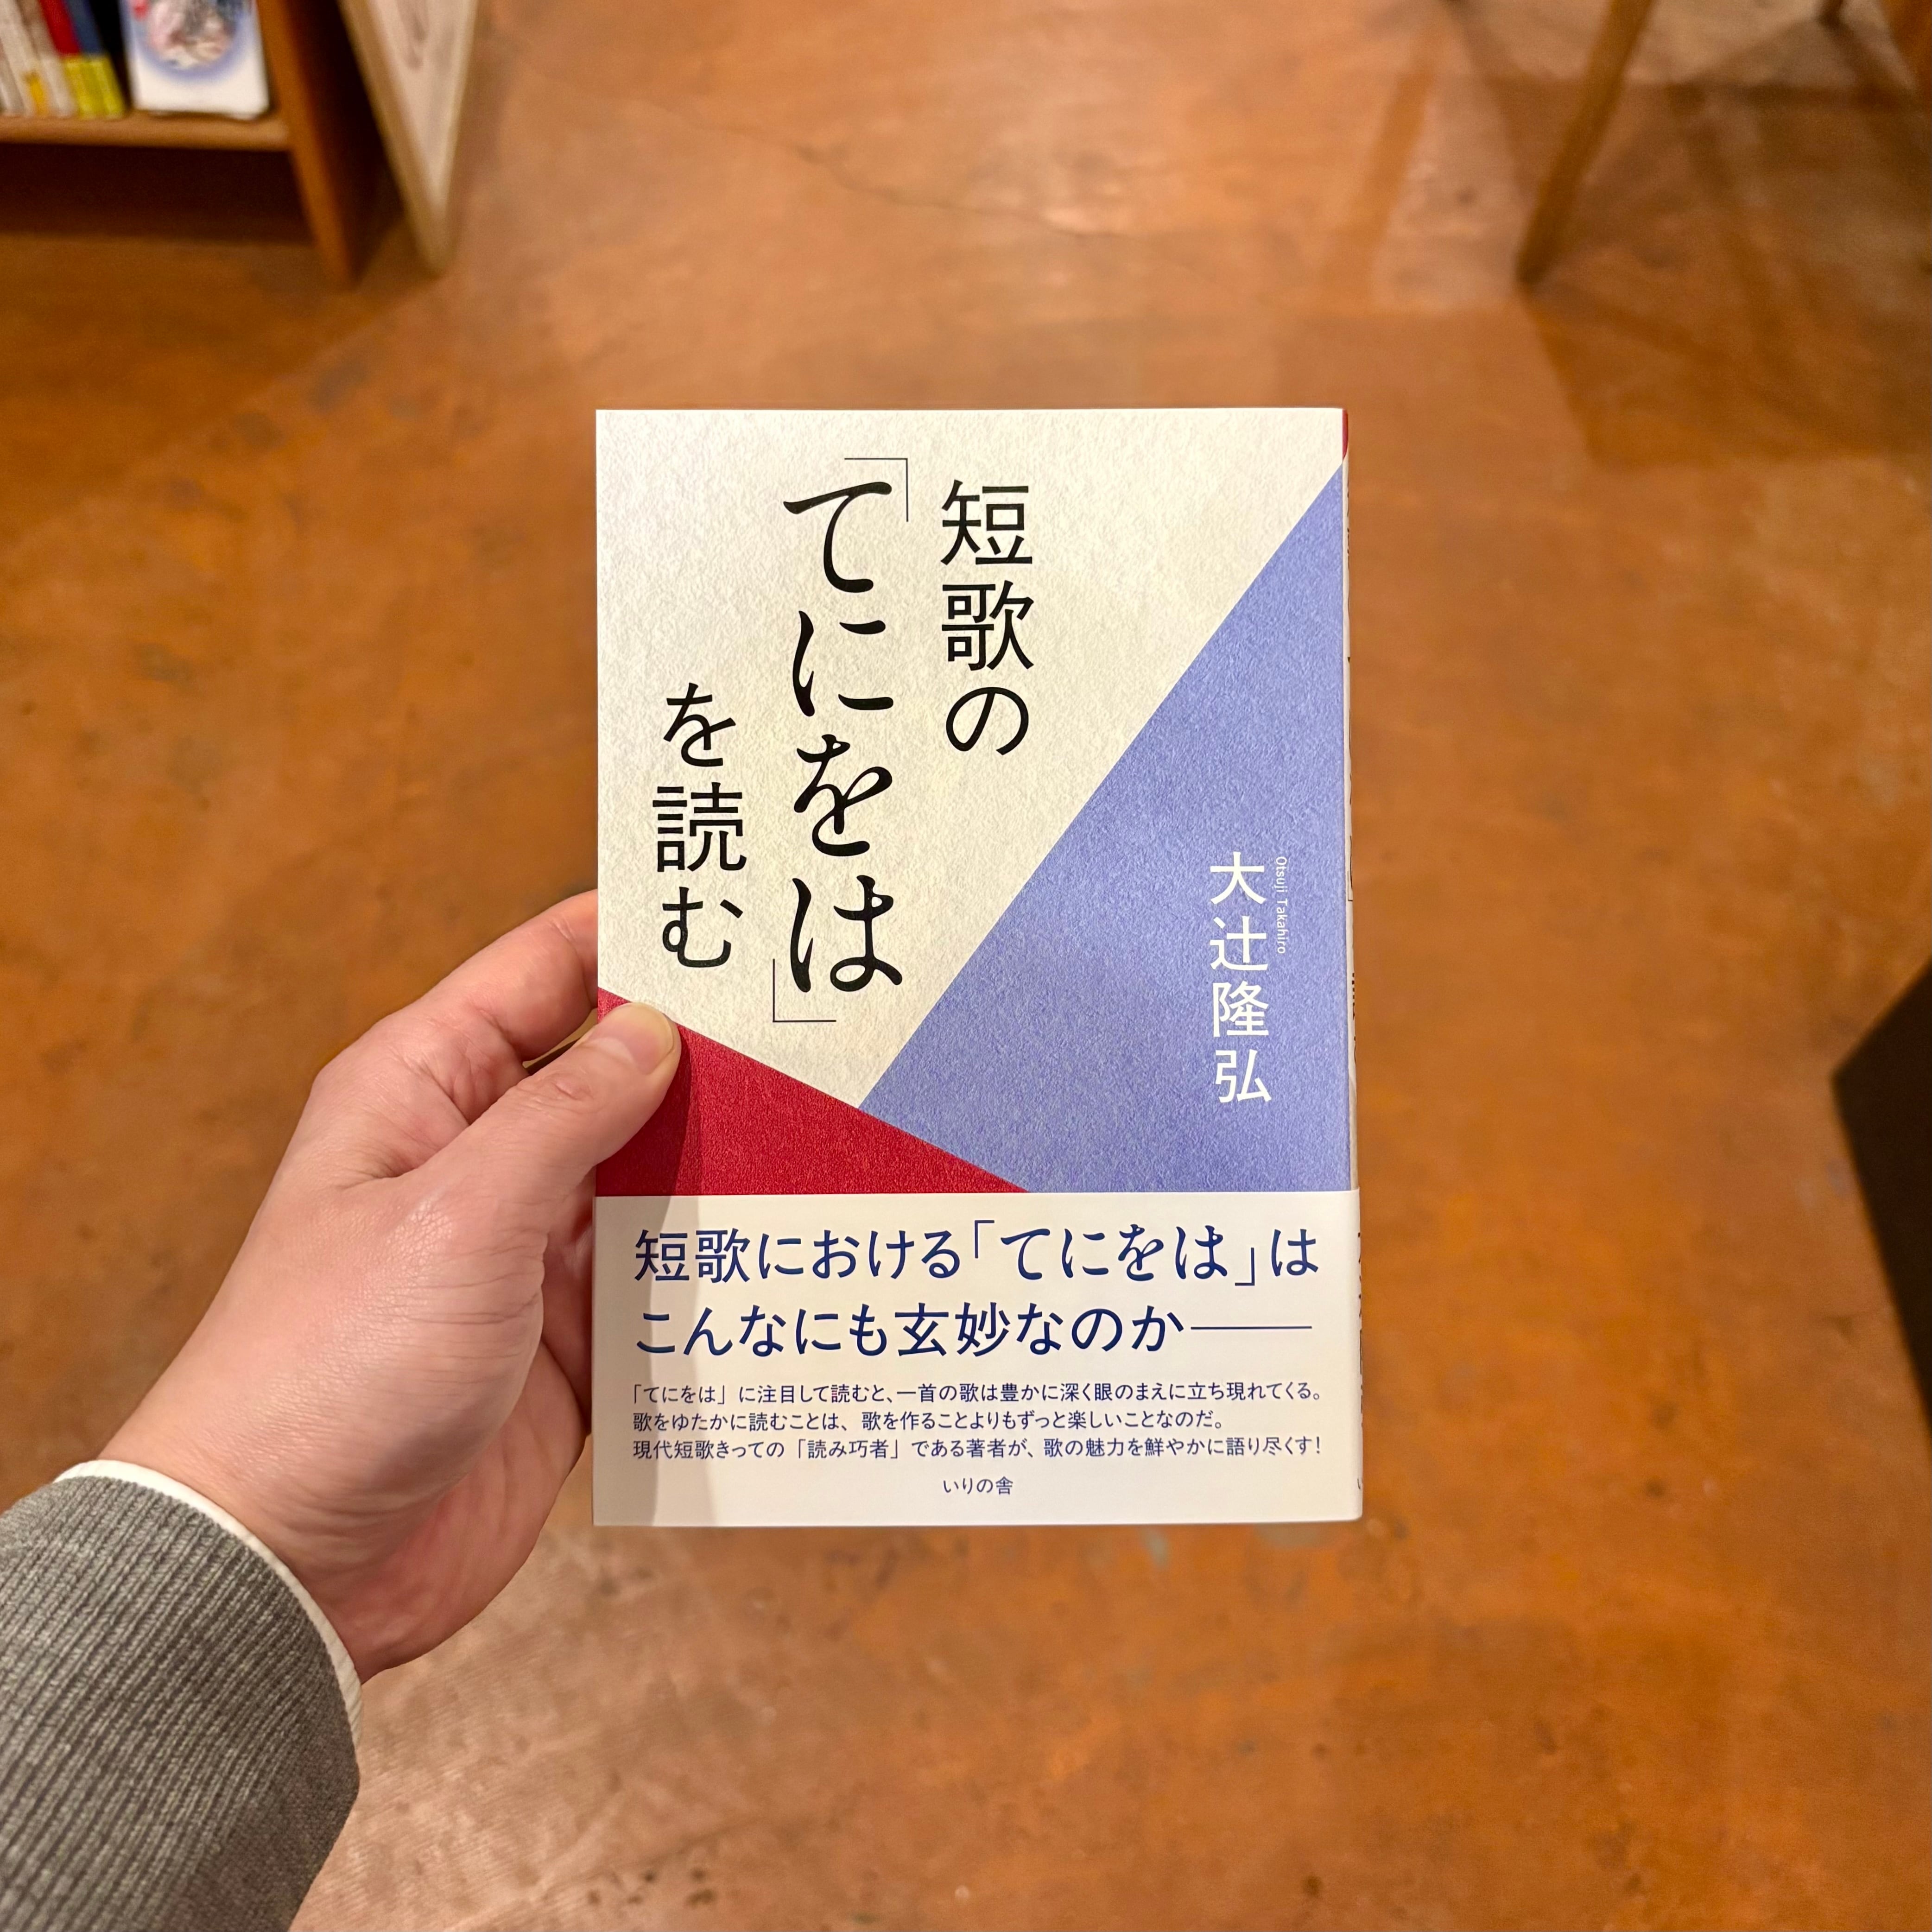 短歌の
「てにをは」
を読む
Otsuji Takahiro
大辻隆弘
短歌における「てにをは」は
こんなにも玄妙なのか――
「てにをは」に注目して読むと、一首の歌は豊かに深く眼のまえに立ち現れてくる。
歌をゆたかに読むことは、歌を作ることよりもずっと楽しいことなのだ。
現代短歌きっての「読み巧者」である著者が、歌の魅力を鮮やかに語り尽くす!
いりの舎